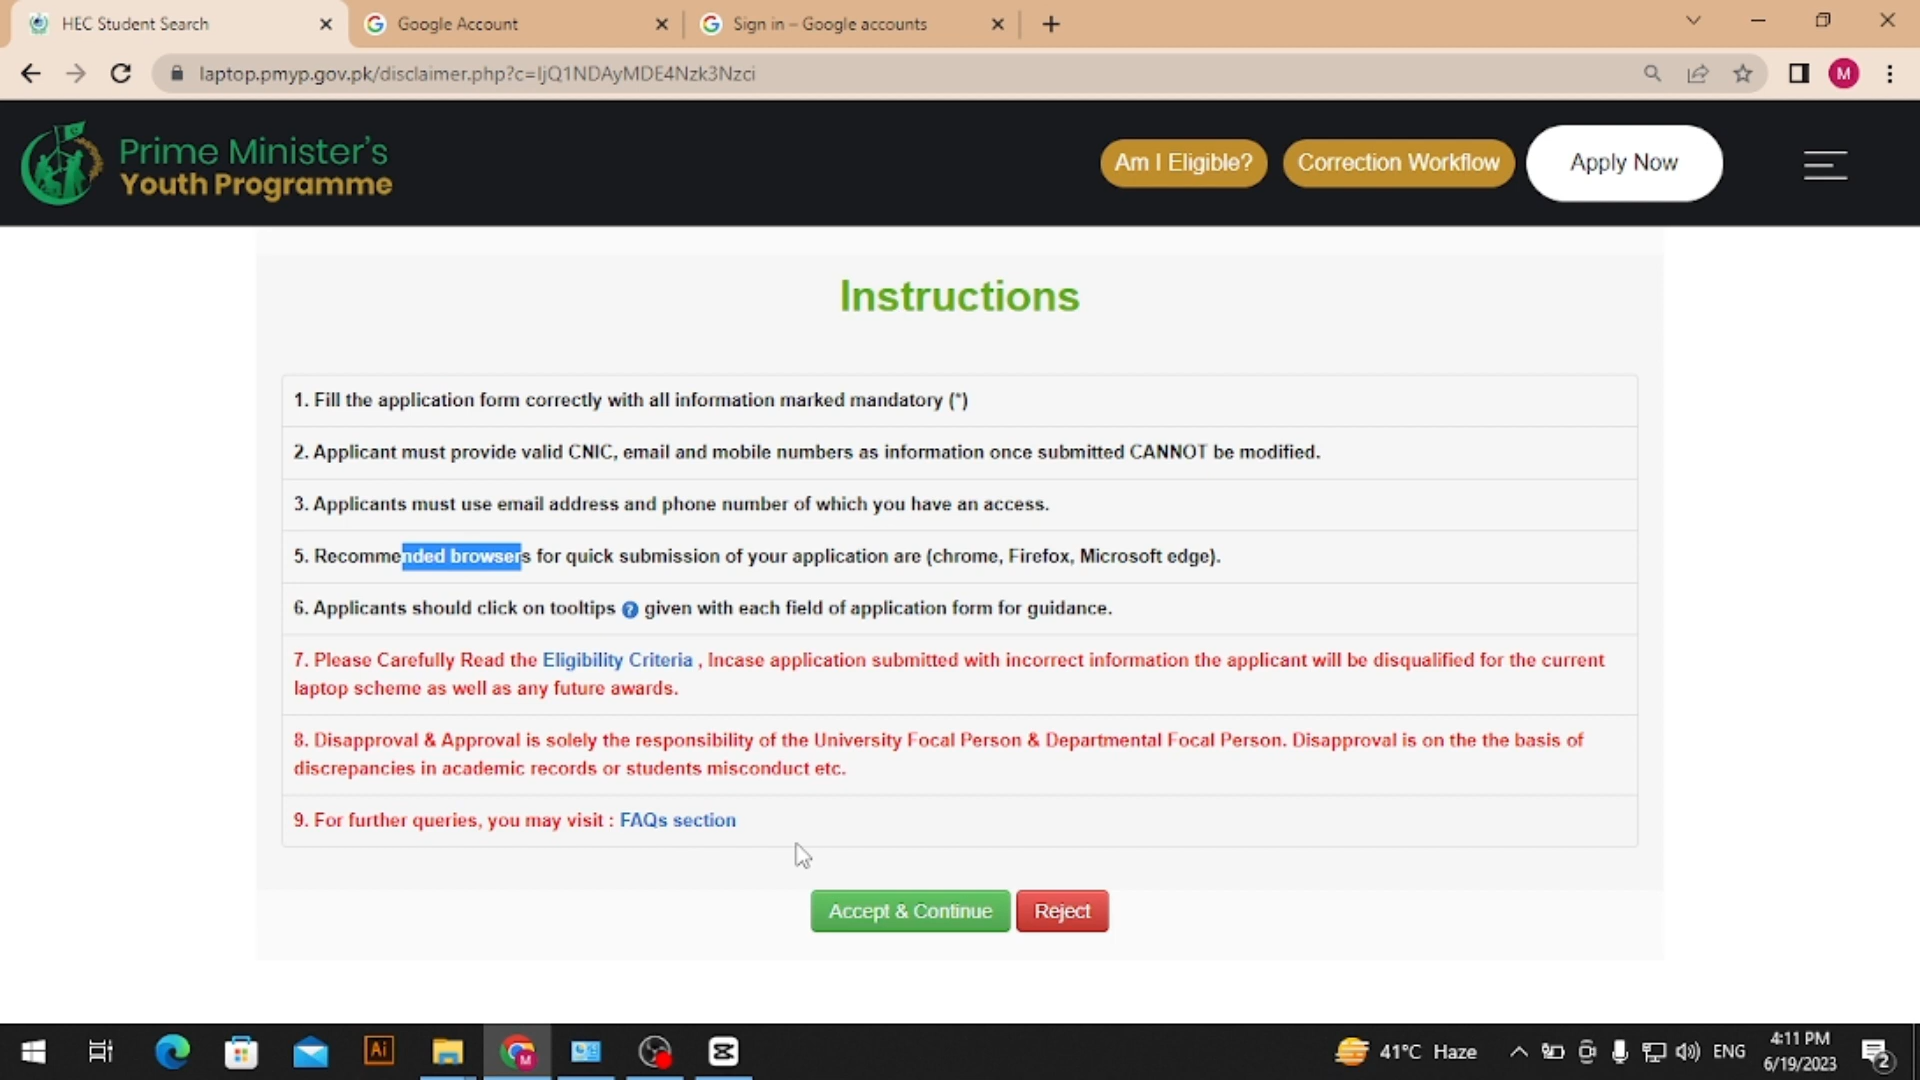 HEC Student Search
Google Account
Sign in – Google accounts
laptop.pmyp.gov.pk/disclaimer.php?c=IjQ1NDAyMDE4Nzk3Nzci
M
Prime Minister's
Youth Programme
Am I Eligible?
Correction Workflow
Apply Now
Instructions
1. Fill the application form correctly with all information marked mandatory (*)
2. Applicant must provide valid CNIC, email and mobile numbers as information once submitted CANNOT be modified.
3. Applicants must use email address and phone number of which you have an access.
5. Recommended browsers for quick submission of your application are (chrome, Firefox, Microsoft edge).
6. Applicants should click on tooltips ? given with each field of application form for guidance.
7. Please Carefully Read the Eligibility Criteria , Incase application submitted with incorrect information the applicant will be disqualified for the current
laptop scheme as well as any future awards.
8. Disapproval & Approval is solely the responsibility of the University Focal Person & Departmental Focal Person. Disapproval is on the the basis of
discrepancies in academic records or students misconduct etc.
9. For further queries, you may visit : FAQs section
Accept & Continue
Reject
Ai
M
41°C Haze
ENG
4:11 PM
6/19/2023
2